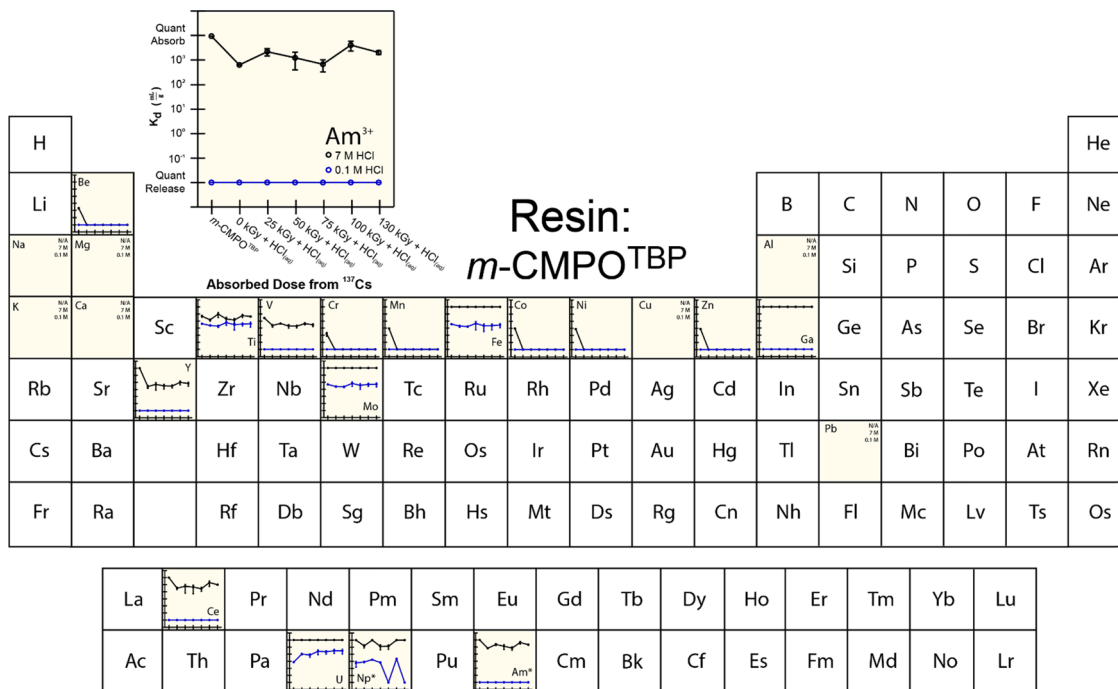 Quant
Absorb
10³
10²
10¹
10⁰
10⁻¹
Quant
Release
K_d (mL/g)
Am³⁺
7 M HCl
0.1 M HCl
m-CMPO^TBP
0 kGy + HCl(aq)
25 kGy + HCl(aq)
50 kGy + HCl(aq)
75 kGy + HCl(aq)
100 kGy + HCl(aq)
130 kGy + HCl(aq)
Absorbed Dose from ¹³⁷Cs
Resin:
m-CMPO^TBP
H He
Li Be B C N O F Ne
Na N/A 7 M 0.1 M Mg N/A 7 M 0.1 M Al N/A 7 M 0.1 M Si P S Cl Ar
K N/A 7 M 0.1 M Ca N/A 7 M 0.1 M Sc Ti V Cr Mn Fe Co Ni Cu N/A 7 M 0.1 M Zn Ga Ge As Se Br Kr
Rb Sr Y Zr Nb Mo Tc Ru Rh Pd Ag Cd In Sn Sb Te I Xe
Cs Ba Hf Ta W Re Os Ir Pt Au Hg Tl Pb N/A 7 M 0.1 M Bi Po At Rn
Fr Ra Rf Db Sg Bh Hs Mt Ds Rg Cn Nh Fl Mc Lv Ts Os
La Ce Pr Nd Pm Sm Eu Gd Tb Dy Ho Er Tm Yb Lu
Ac Th Pa U Np* Pu Am* Cm Bk Cf Es Fm Md No Lr